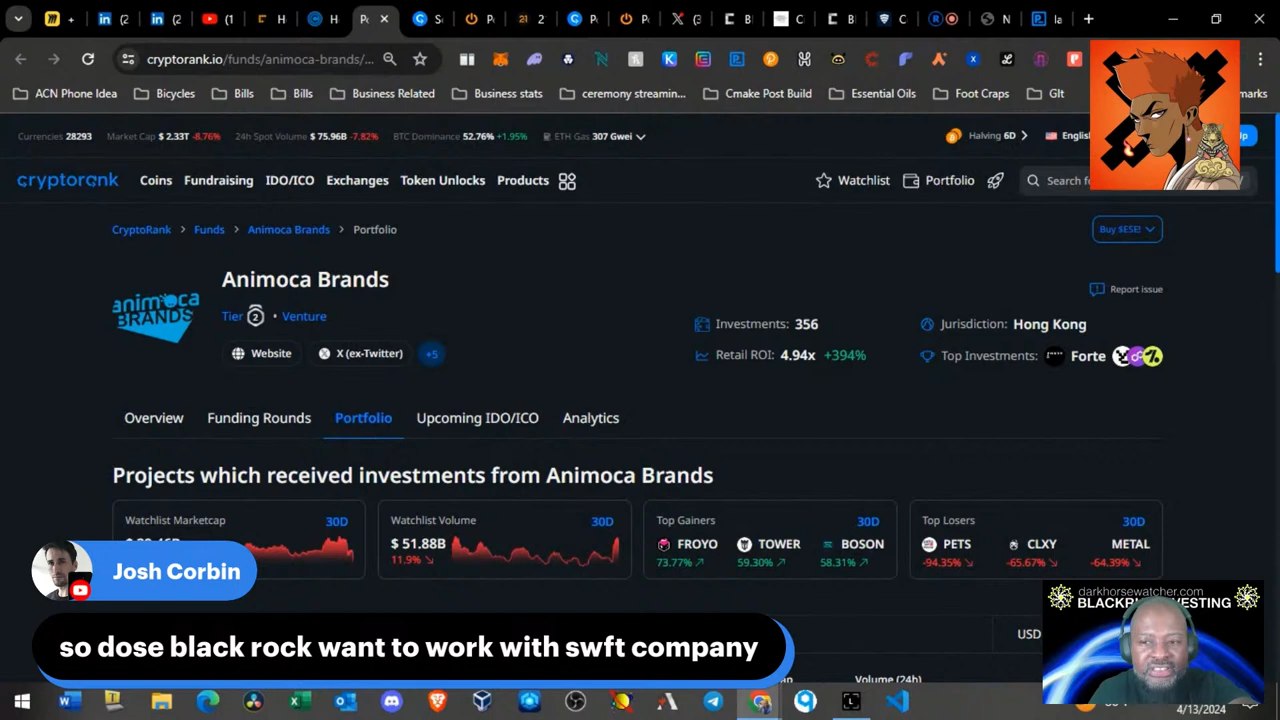 cryptorank.io/funds/animoca-brands/...
ACN Phone Idea
Bicycles
Bills
Bills
Business Related
Business stats
ceremony streamin...
Cmake Post Build
Essential Oils
Foot Craps
GIt
marks
Currencies 28293 Market Cap $ 2.33T -8.76% 24h Spot Volume $ 75.96B -7.82% BTC Dominance 52.76% +1.95% ETH Gas 307 Gwei
Halving 6D
cryptorank Coins Fundraising IDO/ICO Exchanges Token Unlocks Products
Watchlist Portfolio
CryptoRank > Funds > Animoca Brands > Portfolio
Buy $ESE!
Animoca Brands
animoca
BRANDS
Report issue
Tier 2 • Venture
Investments: 356
Jurisdiction: Hong Kong
Website X (ex-Twitter) +5
Retail ROI: 4.94x +394%
Top Investments: Forte
Overview Funding Rounds Portfolio Upcoming IDO/ICO Analytics
Projects which received investments from Animoca Brands
Watchlist Marketcap 30D
Watchlist Volume 30D
$ 51.88B
11.9%
Top Gainers 30D
FROYO TOWER BOSON
73.77% 59.30% 58.31%
Top Losers 30D
PETS CLXY METAL
-94.35% -65.67% -64.39%
Josh Corbin
so dose black rock want to work with swft company
USD
Volume (24h)
darkhorsewatcher.com
4/13/2024